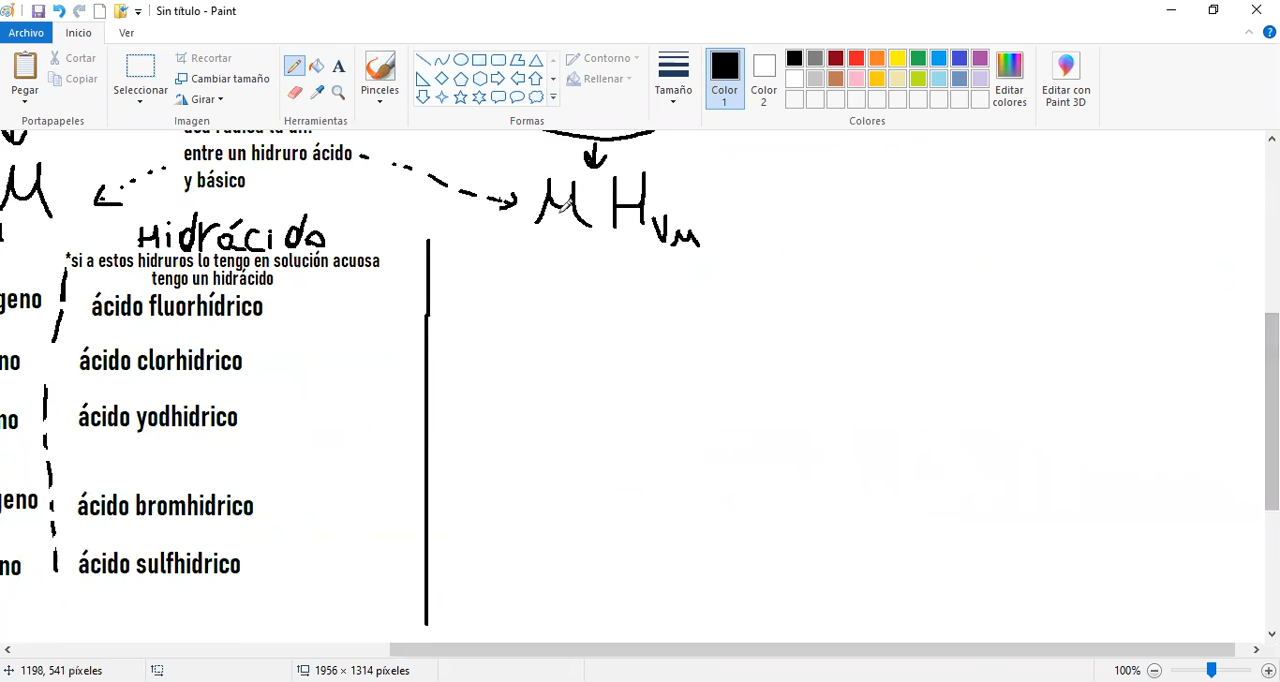 Sin título - Paint
Archivo Inicio Ver
Pegar
Cortar
Copiar
Portapapeles
Seleccionar
Recortar
Cambiar tamaño
Girar
Imagen
A
Herramientas
Pinceles
Contorno
Rellenar
Formas
Tamaño
Color 1
Color 2
Editar colores
Colores
Editar con Paint 3D
entre un hidruro ácido
y básico
M
M HVM
Hidrácido
*si a estos hidruros lo tengo en solución acuosa
tengo un hidrácido
geno ácido fluorhídrico
no ácido clorhidrico
no ácido yodhidrico
geno ácido bromhidrico
no ácido sulfhidrico
1198, 541 píxeles
1956 × 1314 píxeles
100%